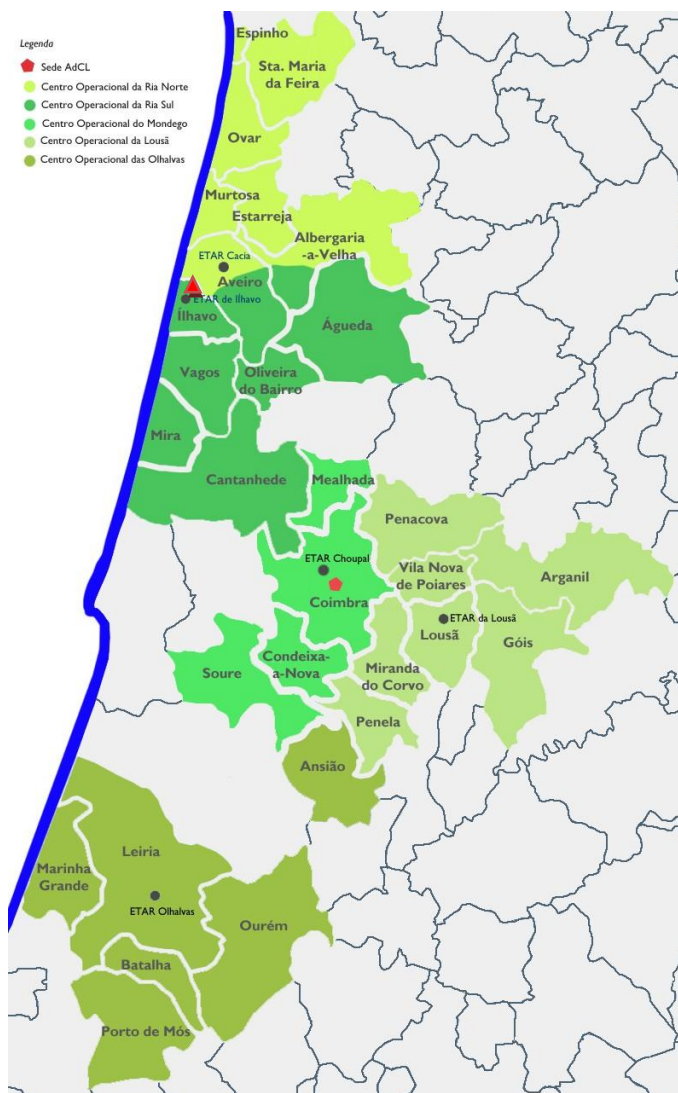 Legenda
Sede AdCL
Centro Operacional da Ria Norte
Centro Operacional da Ria Sul
Centro Operacional do Mondego
Centro Operacional da Lousã
Centro Operacional das Olhalvas
Espinho
Sta. Maria
da Feira
Ovar
Murtosa
Estarreja
Albergaria
-a-Velha
ETAR Cacia
Aveiro
ETAR de Ílhavo
Ílhavo
Águeda
Vagos
Oliveira
do Bairro
Mira
Cantanhede
Mealhada
Penacova
ETAR Choupal
Coimbra
Vila Nova
de Poiares
Arganil
ETAR da Lousã
Lousã
Góis
Condeixa-
a-Nova
Soure
Miranda
do Corvo
Penela
Ansião
Leiria
Marinha
Grande
ETAR Olhalvas
Ourém
Batalha
Porto de Mós